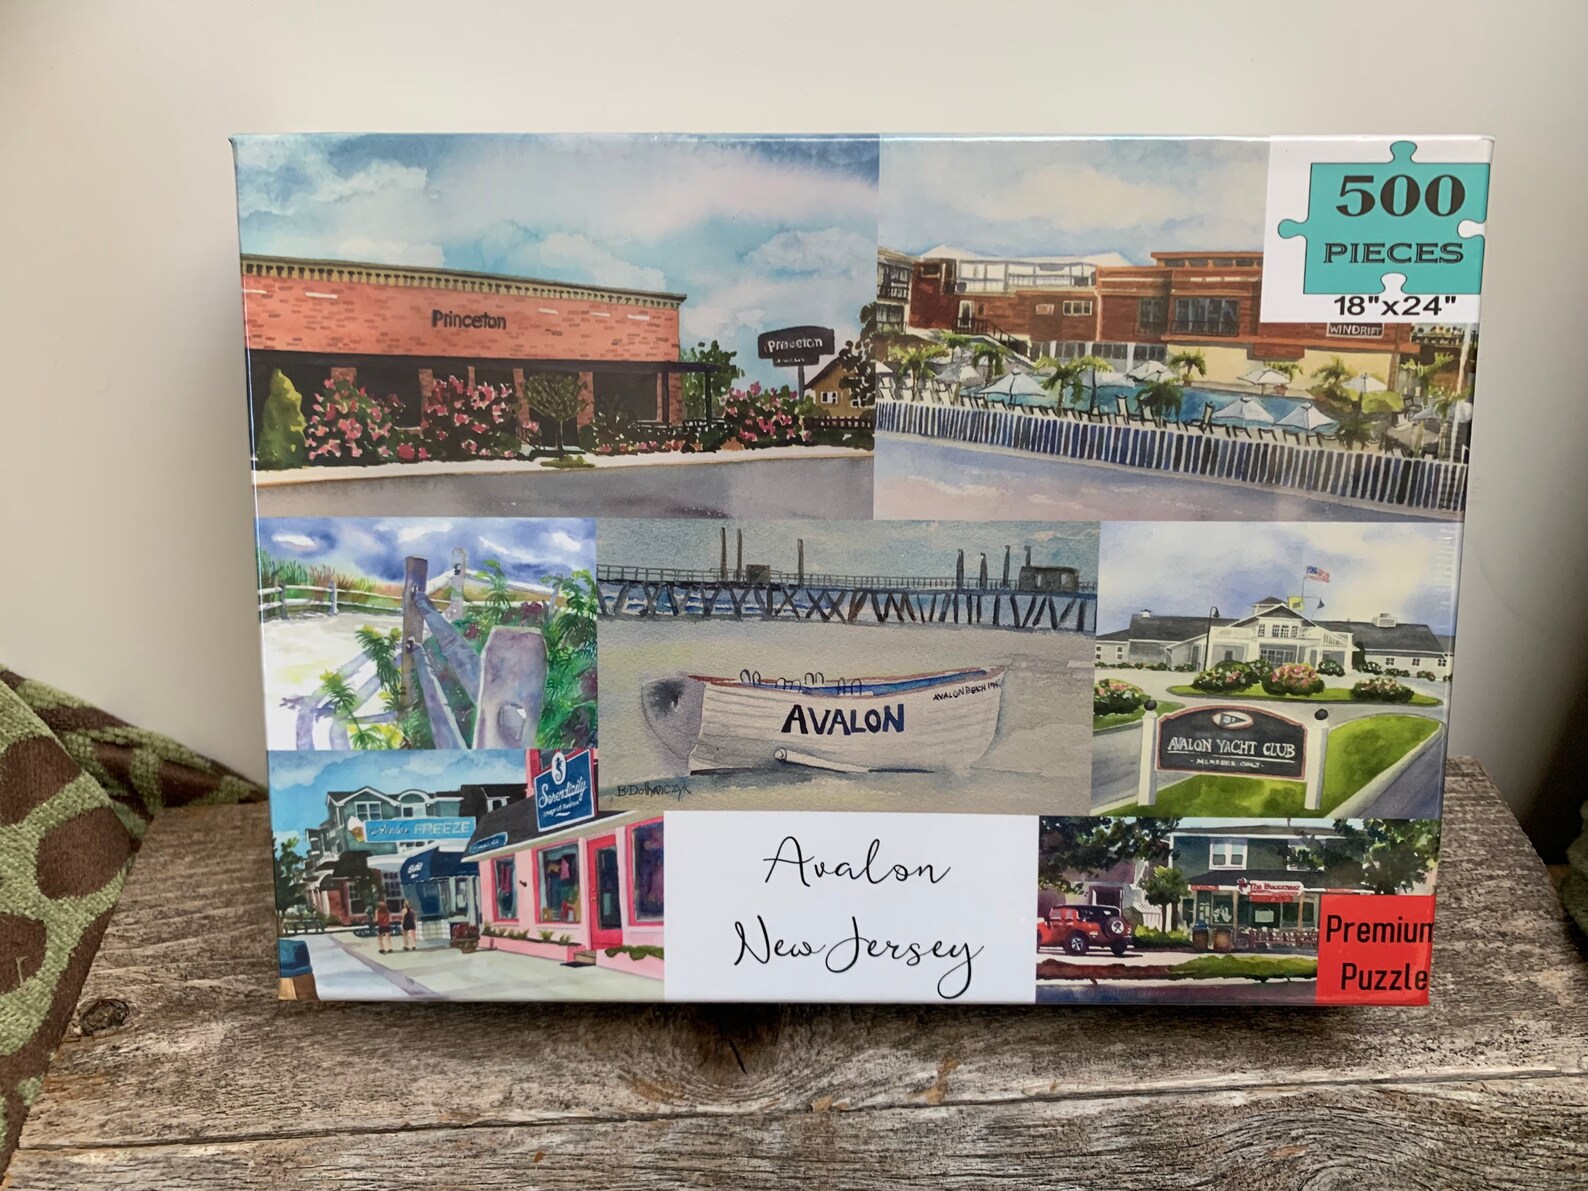 500
PIECES
18"x24"
Princeton
Princeton
WINDRIFT
AVALON
AVALON BEACH
B Dolhanczyk
AVALON YACHT CLUB
- MEMBERS ONLY -
Serendipity
Avalon FREEZE
Avalon
New Jersey
Premium
Puzzle